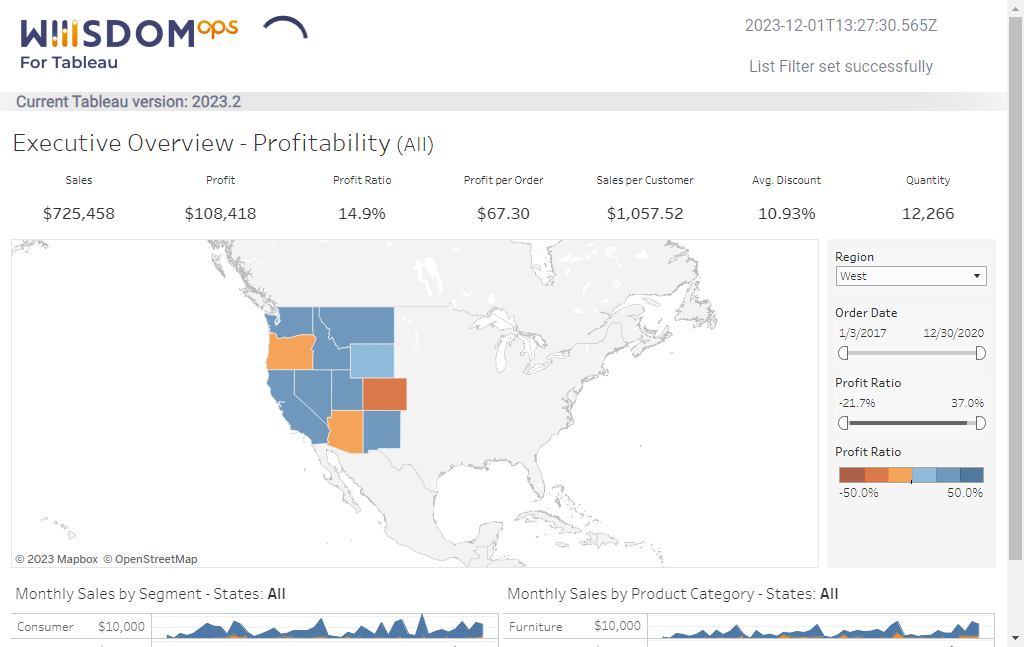 WIIISDOM ops
For Tableau
2023-12-01T13:27:30.565Z
List Filter set successfully
Current Tableau version: 2023.2
Executive Overview - Profitability (All)
Sales Profit Profit Ratio Profit per Order Sales per Customer Avg. Discount Quantity
$725,458 $108,418 14.9% $67.30 $1,057.52 10.93% 12,266
Region
West
Order Date
1/3/2017 12/30/2020
Profit Ratio
-21.7% 37.0%
Profit Ratio
-50.0% 50.0%
© 2023 Mapbox © OpenStreetMap
Monthly Sales by Segment - States: All
Consumer $10,000
Monthly Sales by Product Category - States: All
Furniture $10,000